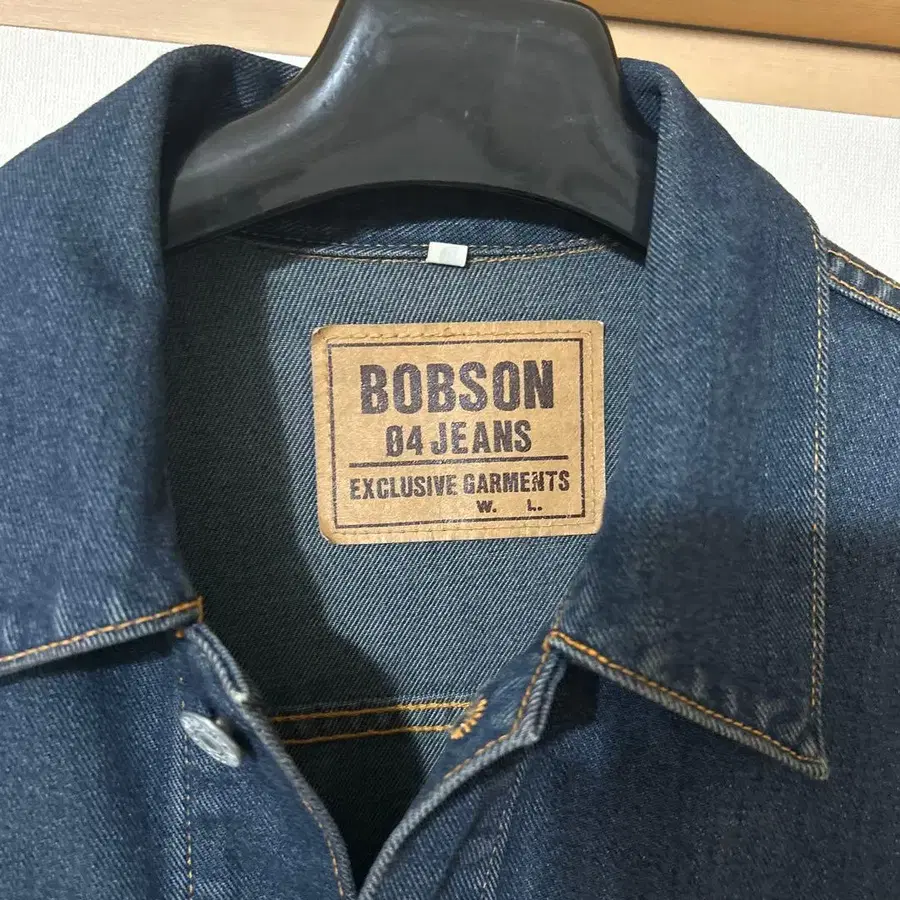 BOBSON
04 JEANS
EXCLUSIVE GARMENTS
W. L.